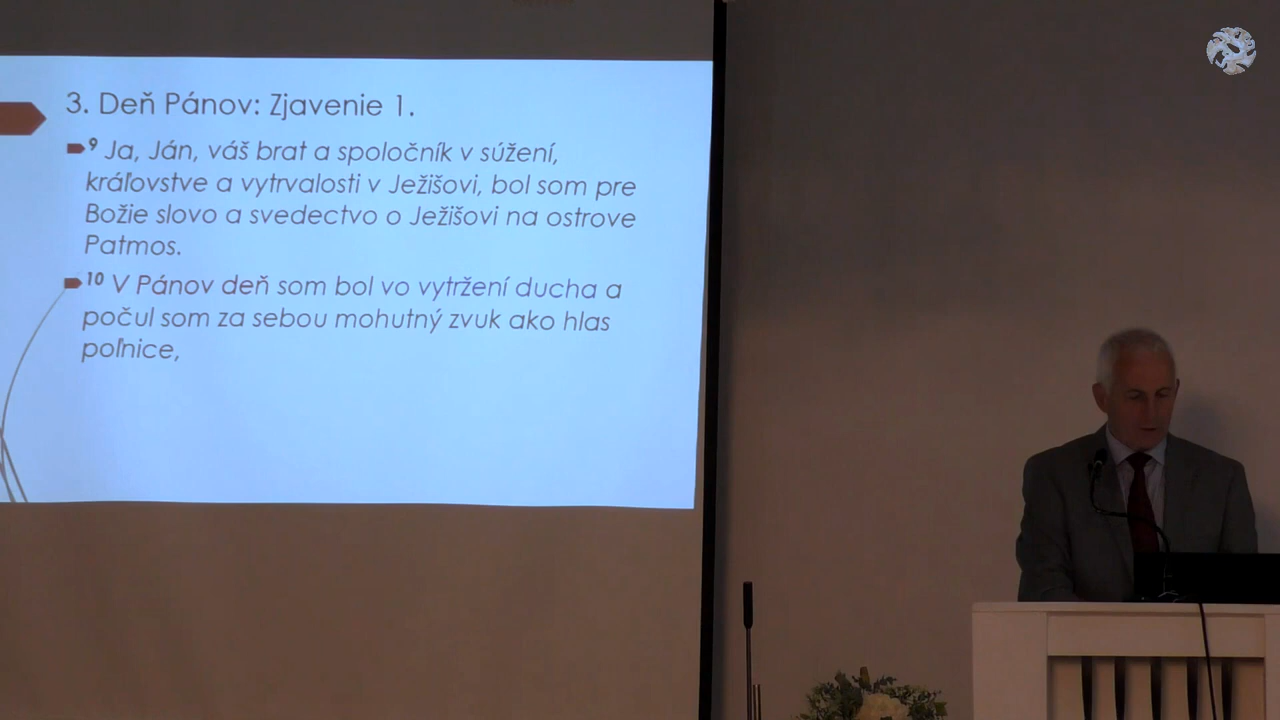 3. Deň Pánov: Zjavenie 1.
9 Ja, Ján, váš brat a spoločník v súžení,
kráľovstve a vytrvalosti v Ježišovi, bol som pre
Božie slovo a svedectvo o Ježišovi na ostrove
Patmos.
10 V Pánov deň som bol vo vytržení ducha a
počul som za sebou mohutný zvuk ako hlas
poľnice,